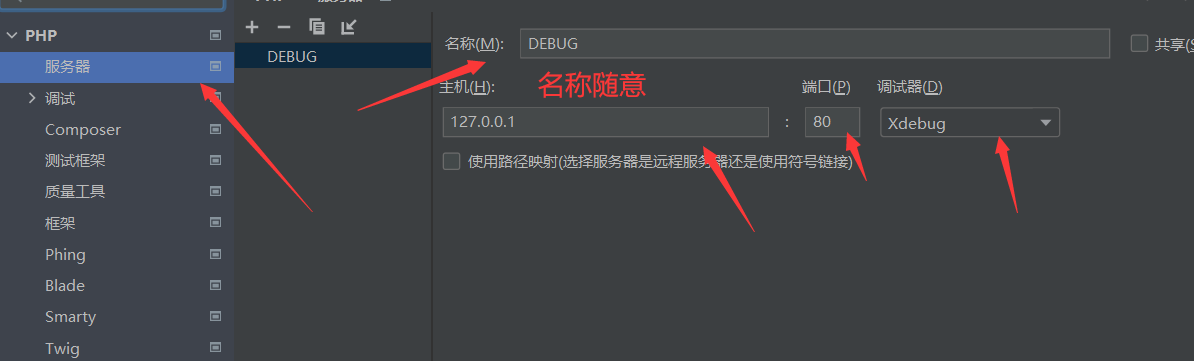 PHP
服务器
调试
Composer
测试框架
质量工具
框架
Phing
Blade
Smarty
Twig
DEBUG
名称(M): DEBUG 共享(S
主机(H): 名称随意 端口(P) 调试器(D)
127.0.0.1 : 80 Xdebug
使用路径映射(选择服务器是远程服务器还是使用符号链接)